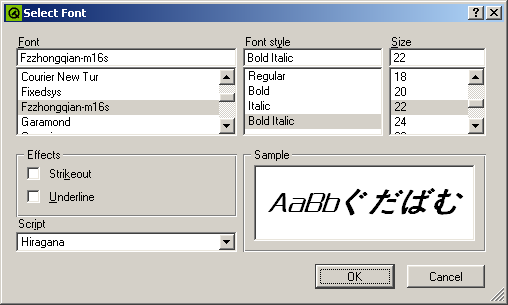 Select Font
Font
Font style
Size
Fzzhongqian-m16s
Bold Italic
22
Courier New Tur
Fixedsys
Fzzhongqian-m16s
Garamond
Regular
Bold
Italic
Bold Italic
18
20
22
24
Effects
Strikeout
Underline
Sample
AaBbぐだばむ
Script
Hiragana
OK
Cancel